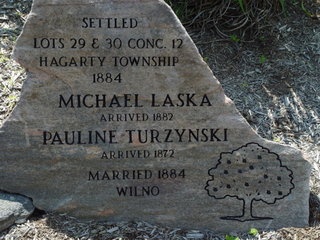 SETTLED
LOTS 29 & 30 CONC. 12
HAGARTY TOWNSHIP
1884
MICHAEL LASKA
ARRIVED 1882
PAULINE TURZYNSKI
ARRIVED 1872
MARRIED 1884
WILNO